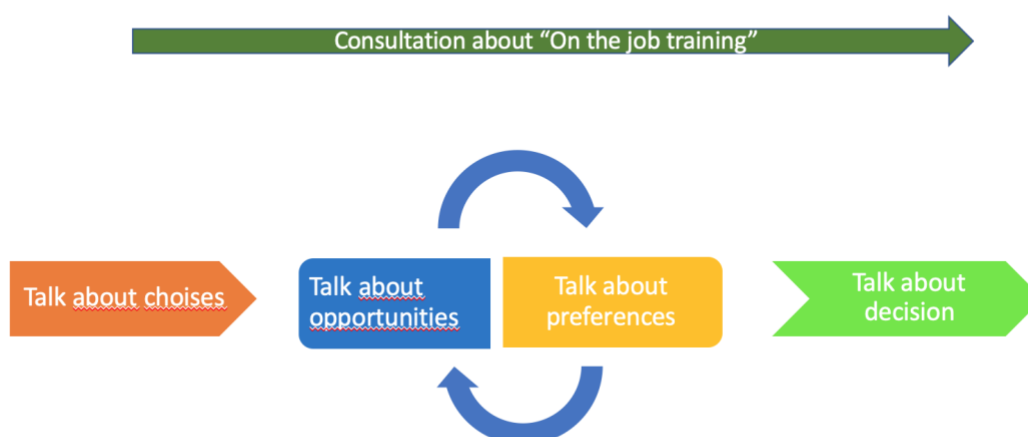 Consultation about “On the job training”
Talk about choises
Talk about
opportunities
Talk about
preferences
Talk about
decision